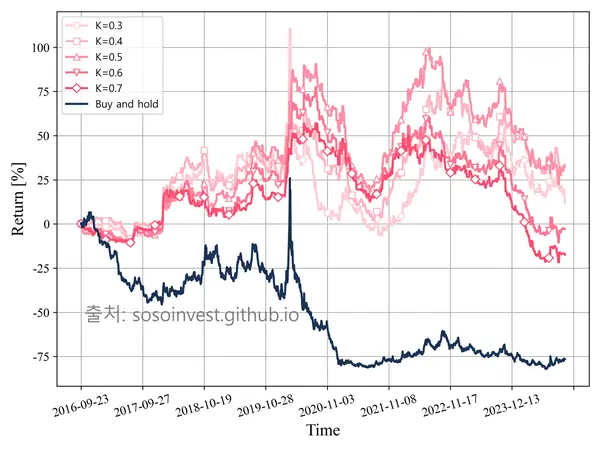 K=0.3
K=0.4
K=0.5
K=0.6
K=0.7
Buy and hold
Return [%]
100
75
50
25
0
-25
-50
-75
출처: sosoinvest.github.io
2016-09-23
2017-09-27
2018-10-19
2019-10-28
2020-11-03
2021-11-08
2022-11-17
2023-12-13
Time